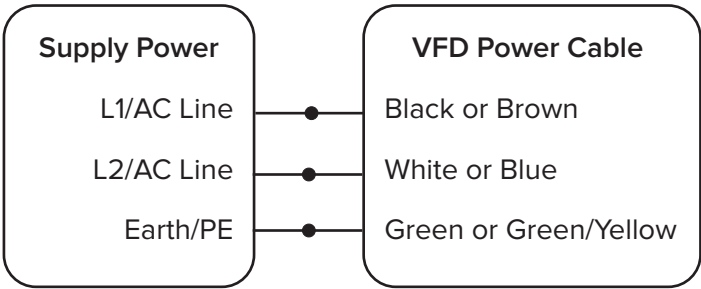 Supply Power
VFD Power Cable
L1/AC Line
Black or Brown
L2/AC Line
White or Blue
Earth/PE
Green or Green/Yellow